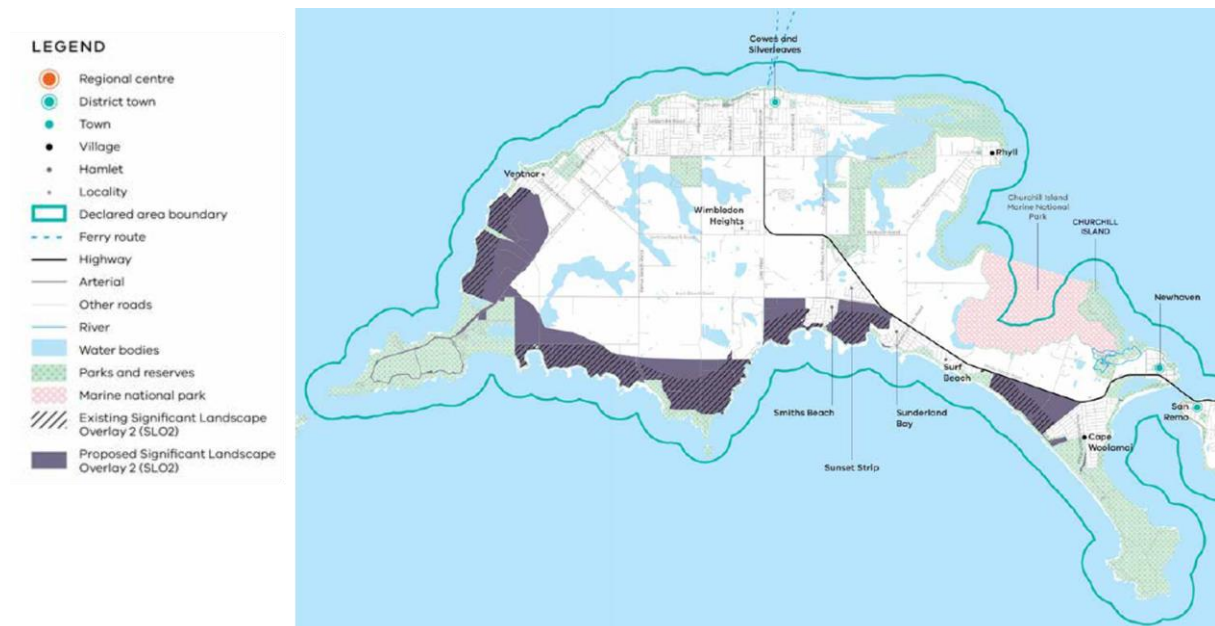 LEGEND
Regional centre
District town
Town
Village
Hamlet
Locality
Declared area boundary
Ferry route
Highway
Arterial
Other roads
River
Water bodies
Parks and reserves
Marine national park
Existing Significant Landscape
Overlay 2 (SLO2)
Proposed Significant Landscape
Overlay 2 (SLO2)
Cowes and
Silverleaves
Rhyll
Ventnor
Churchill Island
Marine National
Park
CHURCHILL
ISLAND
Wimbledon
Heights
Newhaven
Surf
Beach
San
Remo
Smiths Beach
Sunderland
Bay
Cape
Woolamai
Sunset Strip